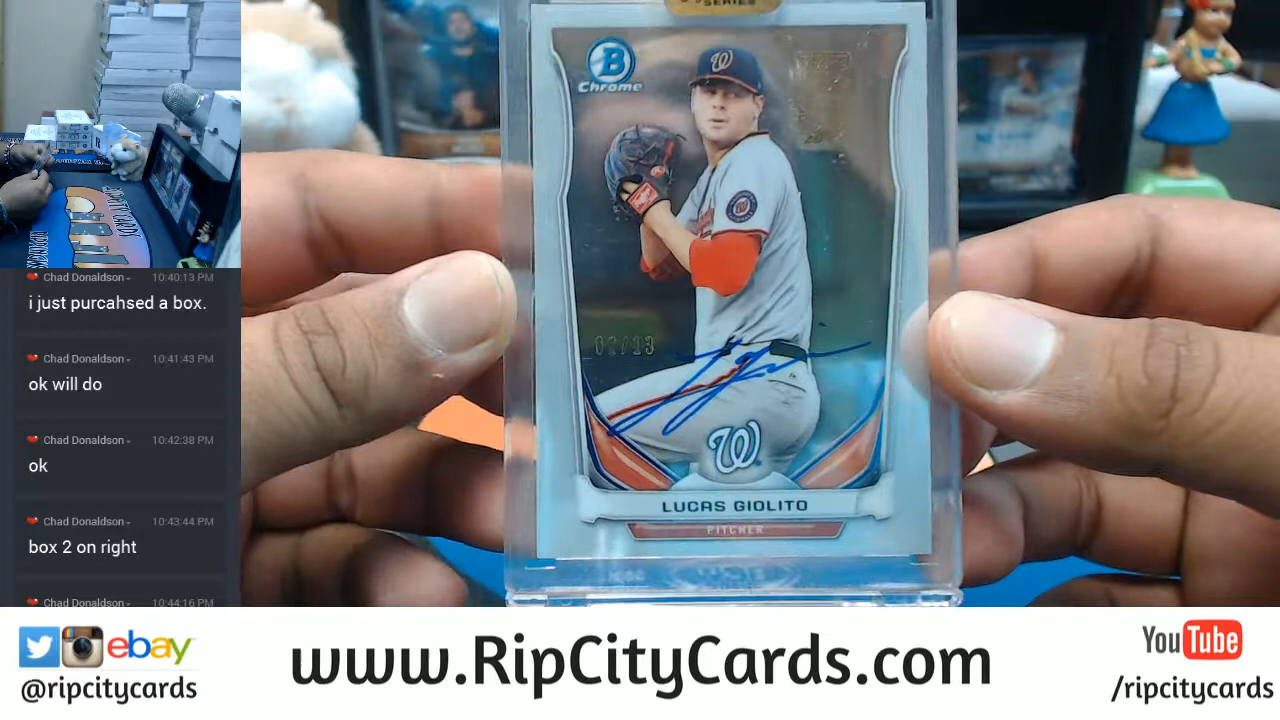 Chad Donaldson 10:40:13 PM
i just purcahsed a box.
Chad Donaldson 10:41:43 PM
ok will do
Chad Donaldson 10:42:38 PM
ok
Chad Donaldson 10:43:44 PM
box 2 on right
Chad Donaldson 10:44:16 PM
SERIES
B
Chrome
W
W
LUCAS GIOLITO
PITCHER
ebay
@ripcitycards
www.RipCityCards.com
YouTube
/ripcitycards